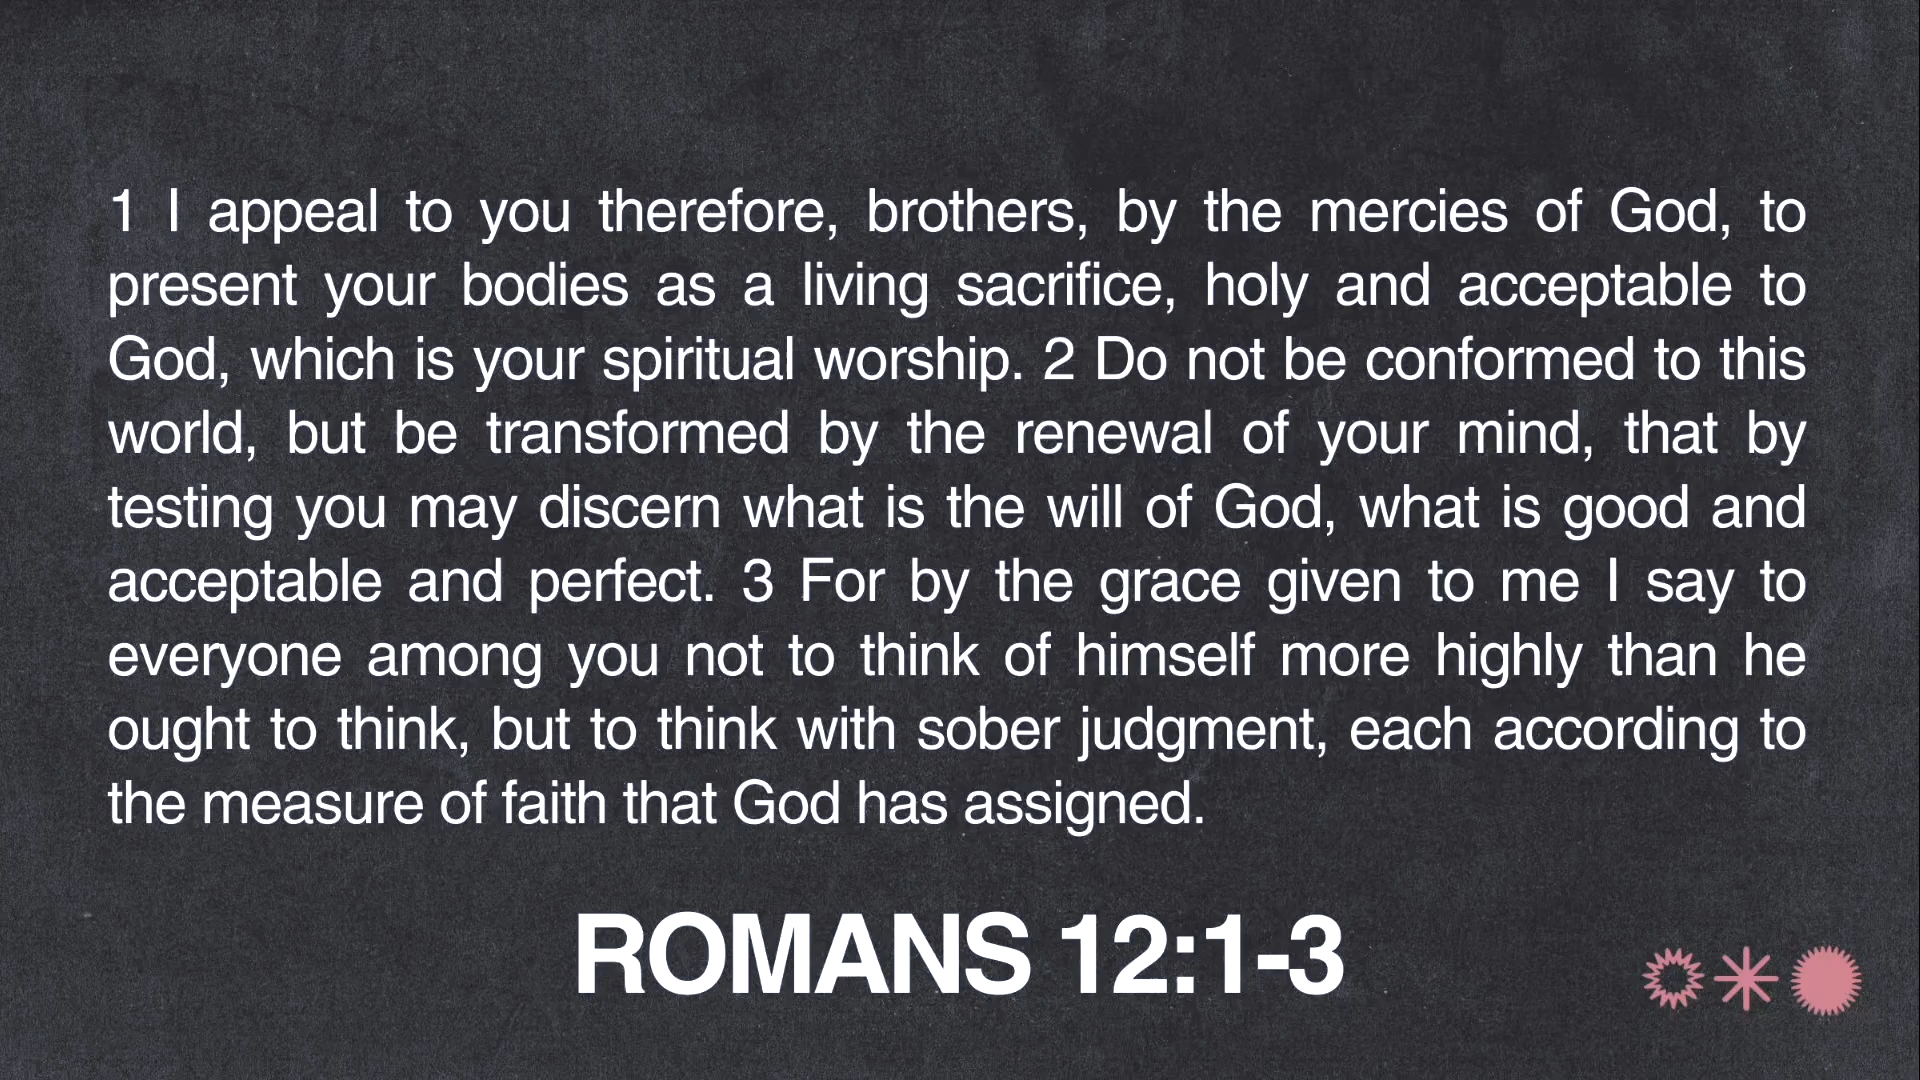 1 I appeal to you therefore, brothers, by the mercies of God, to
present your bodies as a living sacrifice, holy and acceptable to
God, which is your spiritual worship. 2 Do not be conformed to this
world, but be transformed by the renewal of your mind, that by
testing you may discern what is the will of God, what is good and
acceptable and perfect. 3 For by the grace given to me I say to
everyone among you not to think of himself more highly than he
ought to think, but to think with sober judgment, each according to
the measure of faith that God has assigned.
ROMANS 12:1-3